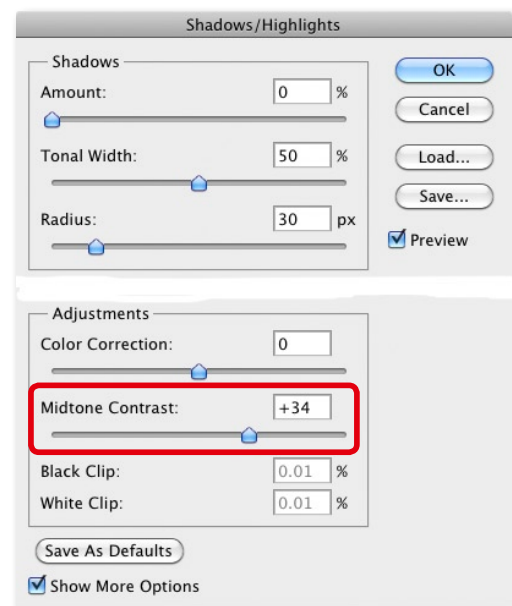 Shadows/Highlights
Shadows
Amount: 0 %
Tonal Width: 50 %
Radius: 30 px
OK
Cancel
Load...
Save...
Preview
Adjustments
Color Correction: 0
Midtone Contrast: +34
Black Clip: 0.01 %
White Clip: 0.01 %
Save As Defaults
Show More Options